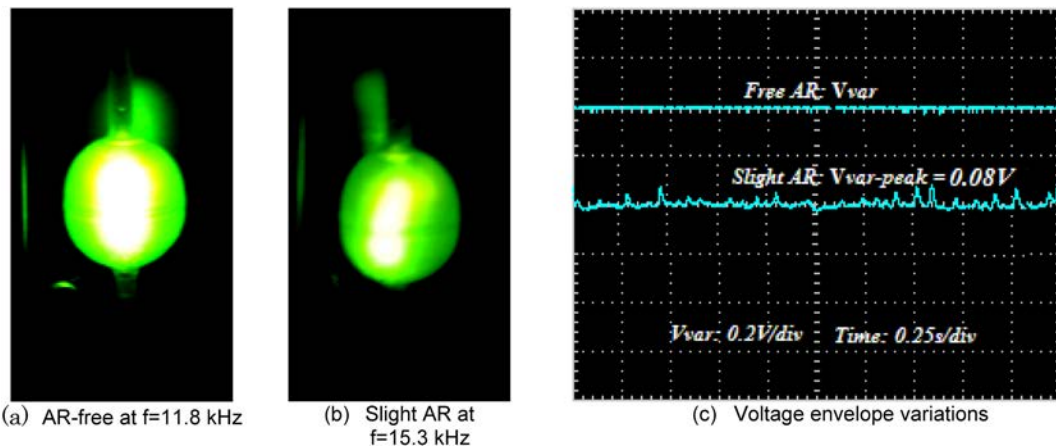 Free AR: Vvar
Slight AR: Vvar-peak = 0.08V
Vvar: 0.2V/div Time: 0.25s/div
(a) AR-free at f=11.8 kHz
(b) Slight AR at
f=15.3 kHz
(c) Voltage envelope variations